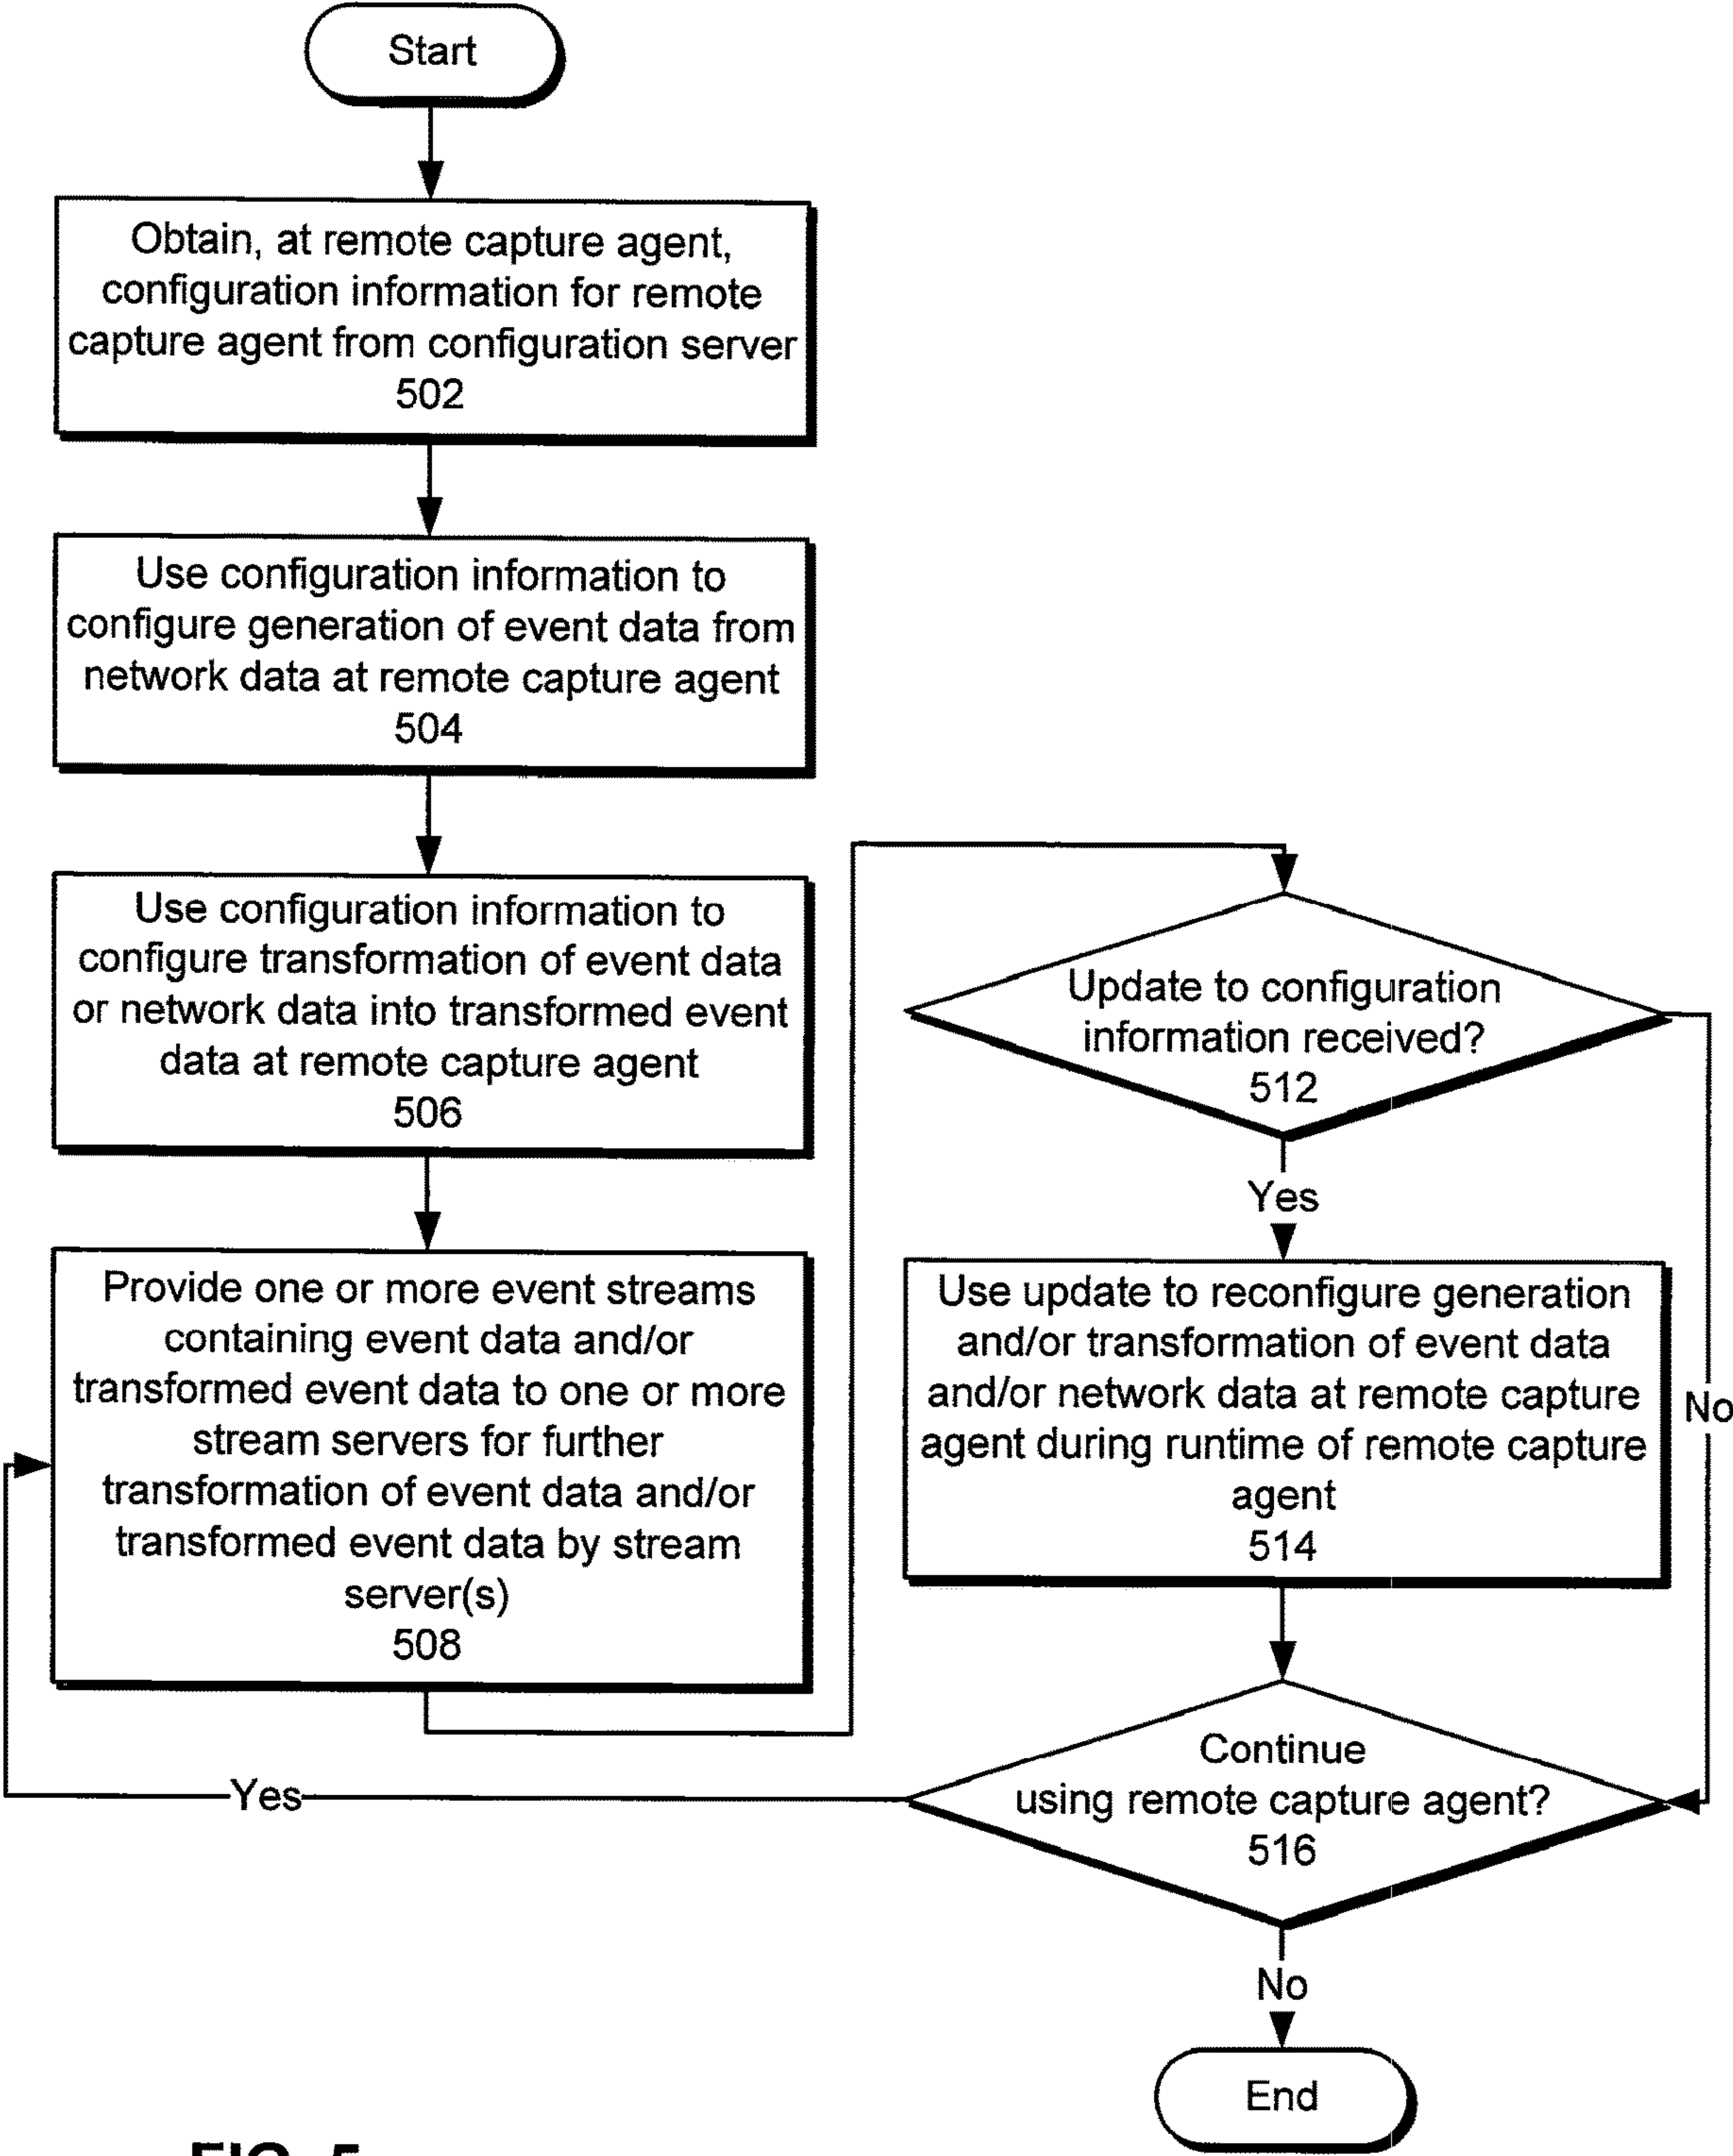 Start
Obtain, at remote capture agent,
configuration information for remote
capture agent from configuration server
502
Use configuration information to
configure generation of event data from
network data at remote capture agent
504
Use configuration information to
configure transformation of event data
or network data into transformed event
data at remote capture agent
506
Provide one or more event streams
containing event data and/or
transformed event data to one or more
stream servers for further
transformation of event data and/or
transformed event data by stream
server(s)
508
Update to configuration
information received?
512
Yes
No
Use update to reconfigure generation
and/or transformation of event data
and/or network data at remote capture
agent during runtime of remote capture
agent
514
Continue
using remote capture agent?
516
Yes
No
End
FIG. 5